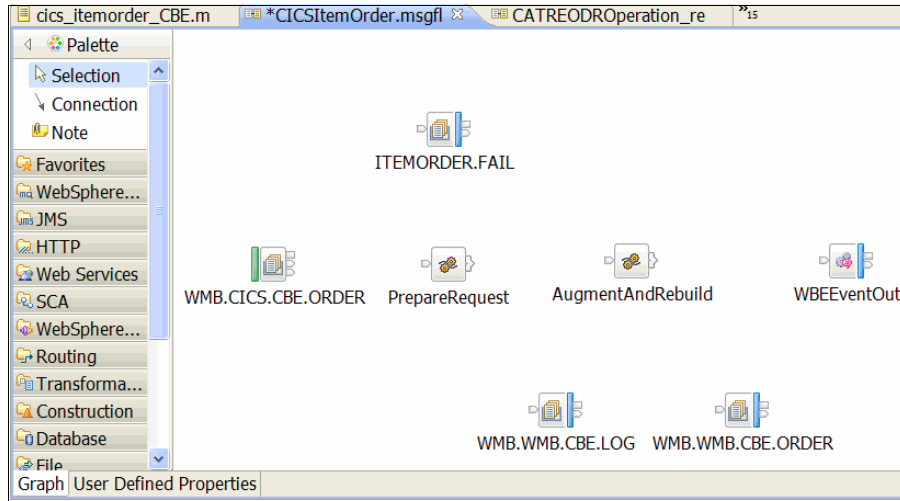 cics_itemorder_CBE.m *CICSItemOrder.msgfl CATREODROperation_re »15
Palette
Selection
Connection
Note
Favorites
WebSphere...
JMS
HTTP
Web Services
SCA
WebSphere...
Routing
Transforma...
Construction
Database
File
ITEMORDER.FAIL
WMB.CICS.CBE.ORDER PrepareRequest AugmentAndRebuild WBEEventOut
WMB.WMB.CBE.LOG WMB.WMB.CBE.ORDER
Graph User Defined Properties